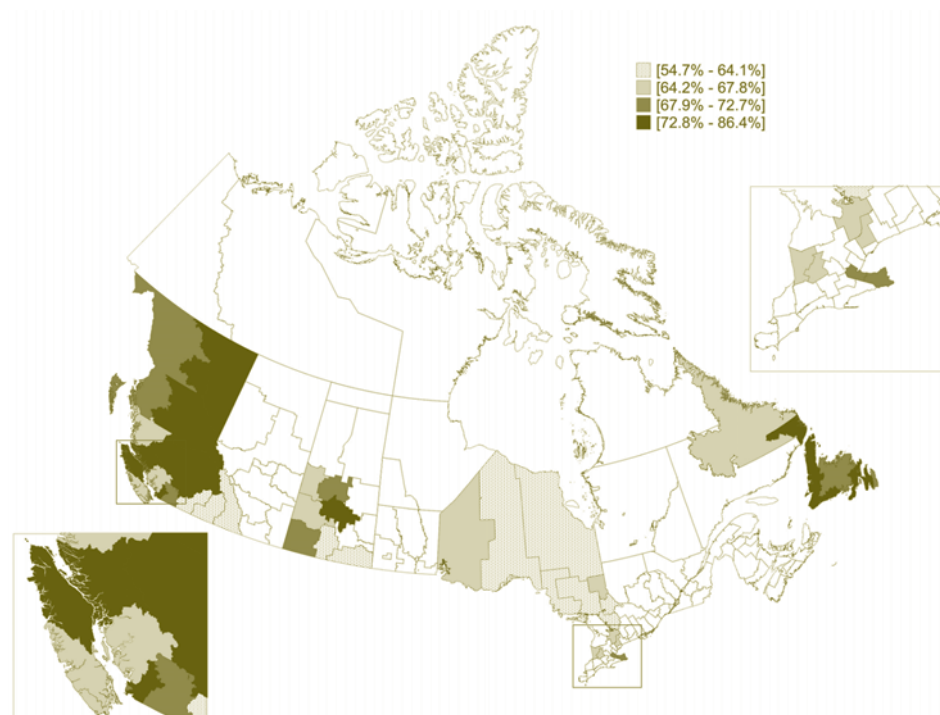 [54.7% - 64.1%]
[64.2% - 67.8%]
[67.9% - 72.7%]
[72.8% - 86.4%]